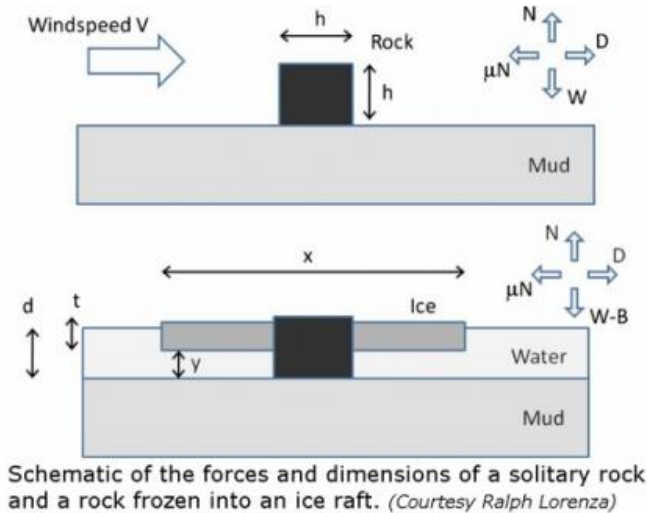 Windspeed V
h
Rock
h
N
D
μN
W
Mud
x
N
D
μN
W-B
d
t
Ice
y
Water
Mud
Schematic of the forces and dimensions of a solitary rock
and a rock frozen into an ice raft. (Courtesy Ralph Lorenza)